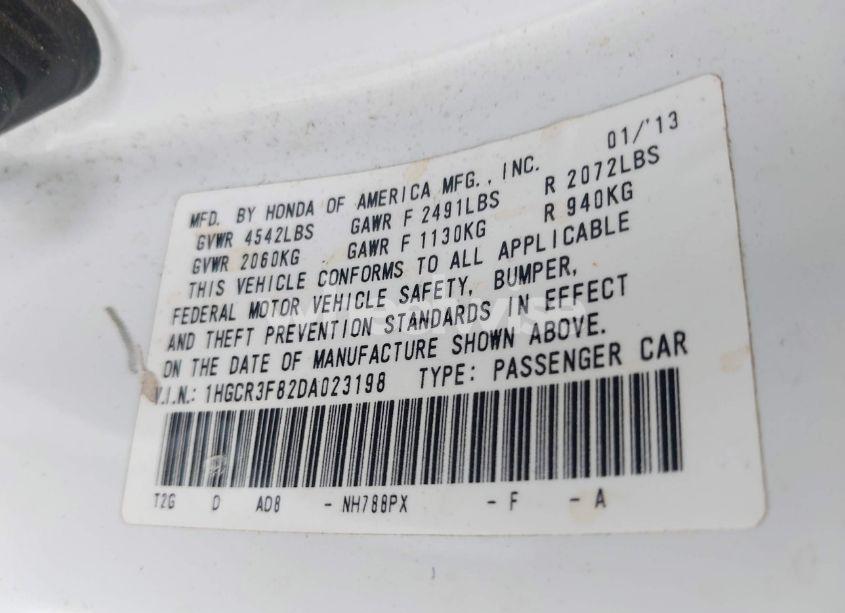 MFD. BY HONDA OF AMERICA MFG., INC. 01/'13
GVWR 4542LBS GAWR F 2491LBS R 2072LBS
GVWR 2060KG GAWR F 1130KG R 940KG
THIS VEHICLE CONFORMS TO ALL APPLICABLE
FEDERAL MOTOR VEHICLE SAFETY, BUMPER,
AND THEFT PREVENTION STANDARDS IN EFFECT
ON THE DATE OF MANUFACTURE SHOWN ABOVE.
V.I.N.: 1HGCR3F82DA023198 TYPE: PASSENGER CAR
T2G D AD8 - NH788PX - F - A